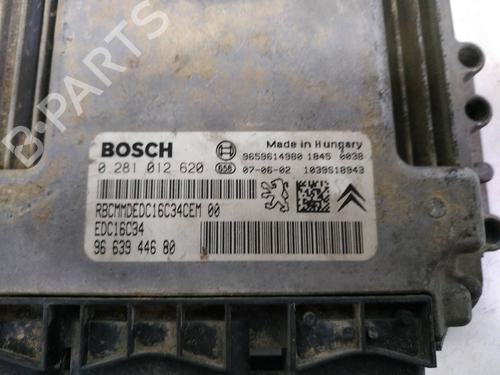 BOSCH
Made in Hungary
9659614980 1845 0038
0 281 012 620
656
07-06-02 1039S18943
RBCMMDEDC16C34CEM 00
EDC16C34
96 639 446 80